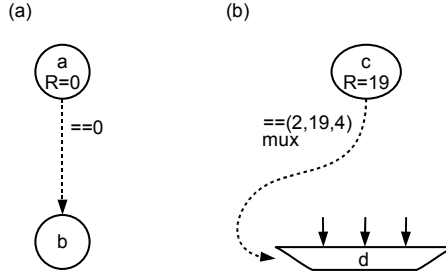 (a)
(b)
a
R=0
==0
b
c
R=19
==(2,19,4)
mux
d